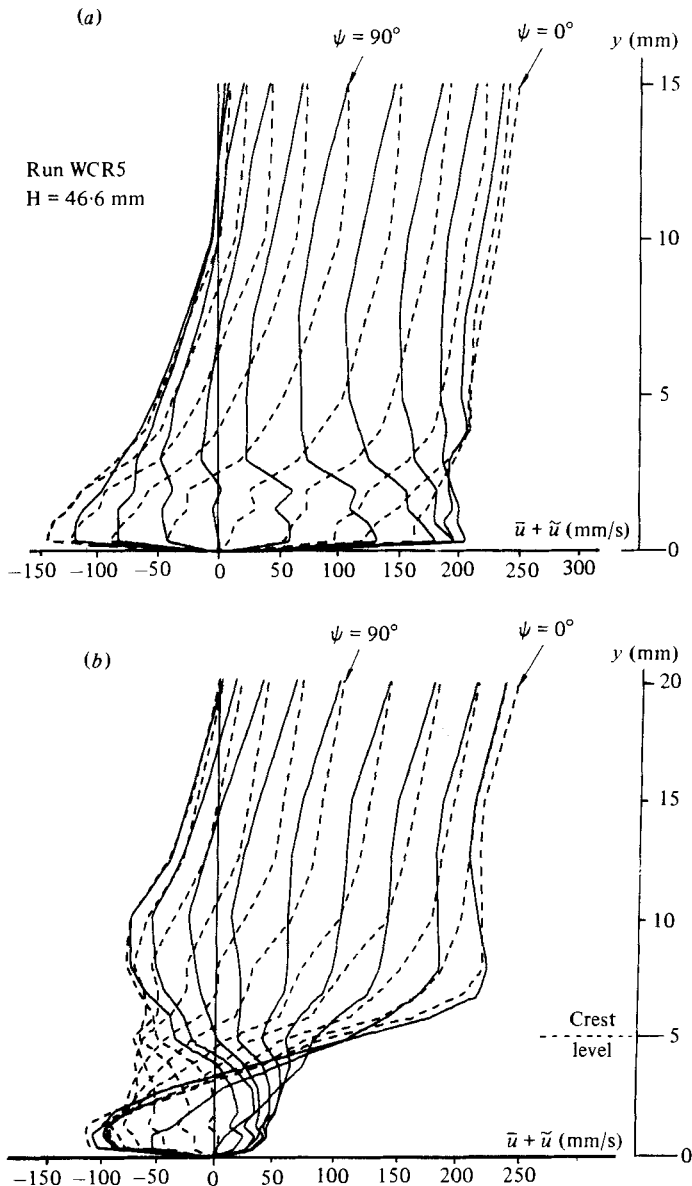 (a)
ψ = 90°
ψ = 0°
y (mm)
15
Run WCR5
H = 46·6 mm
10
5
ū + ũ (mm/s)
0
−150 −100 −50 0 50 100 150 200 250 300
(b)
ψ = 90°
ψ = 0°
y (mm)
20
15
10
Crest
5
level
ū + ũ (mm/s)
0
−150 −100 −50 0 50 100 150 200 250